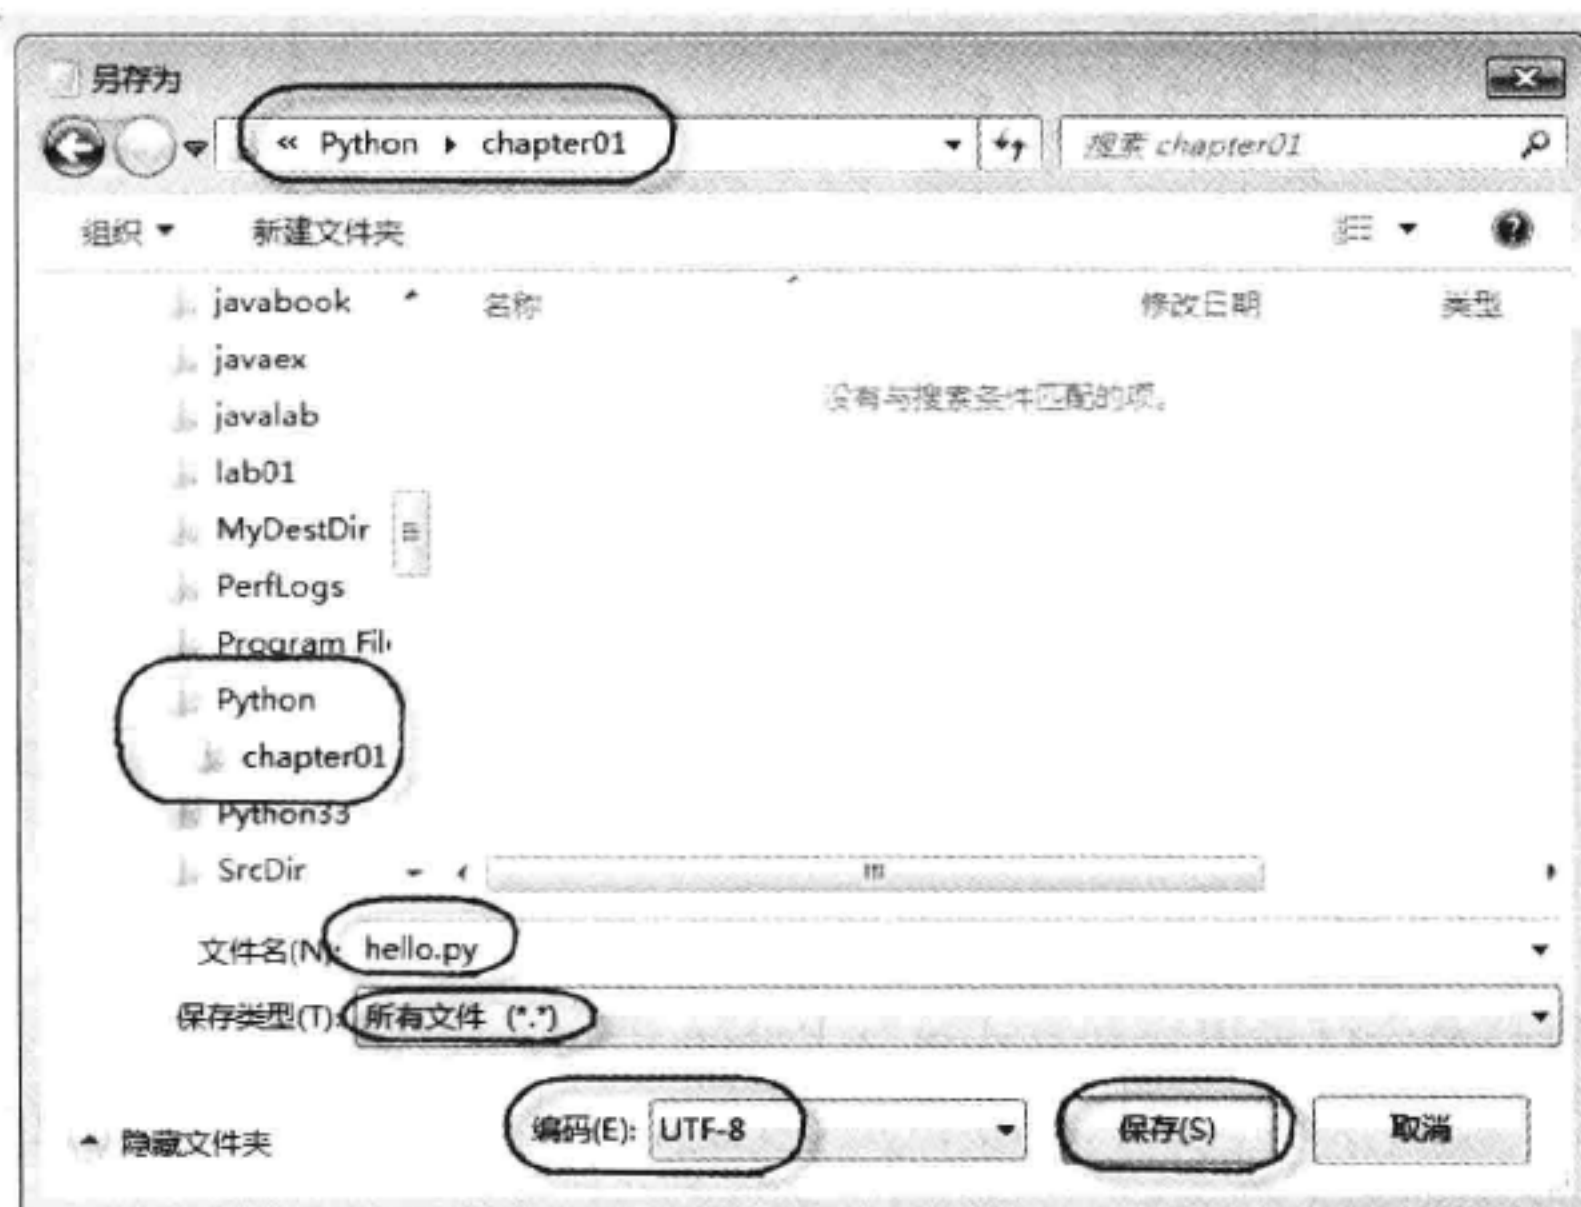 另存为
« Python ▸ chapter01
搜索 chapter01
组织 ▼ 新建文件夹
javabook
javaex
javalab
lab01
MyDestDir
PerfLogs
Program Fil
Python
chapter01
Python33
SrcDir
名称 修改日期 类型
没有与搜索条件匹配的项。
文件名(N): hello.py
保存类型(T): 所有文件 (*.*)
隐藏文件夹
编码(E): UTF-8
保存(S)
取消